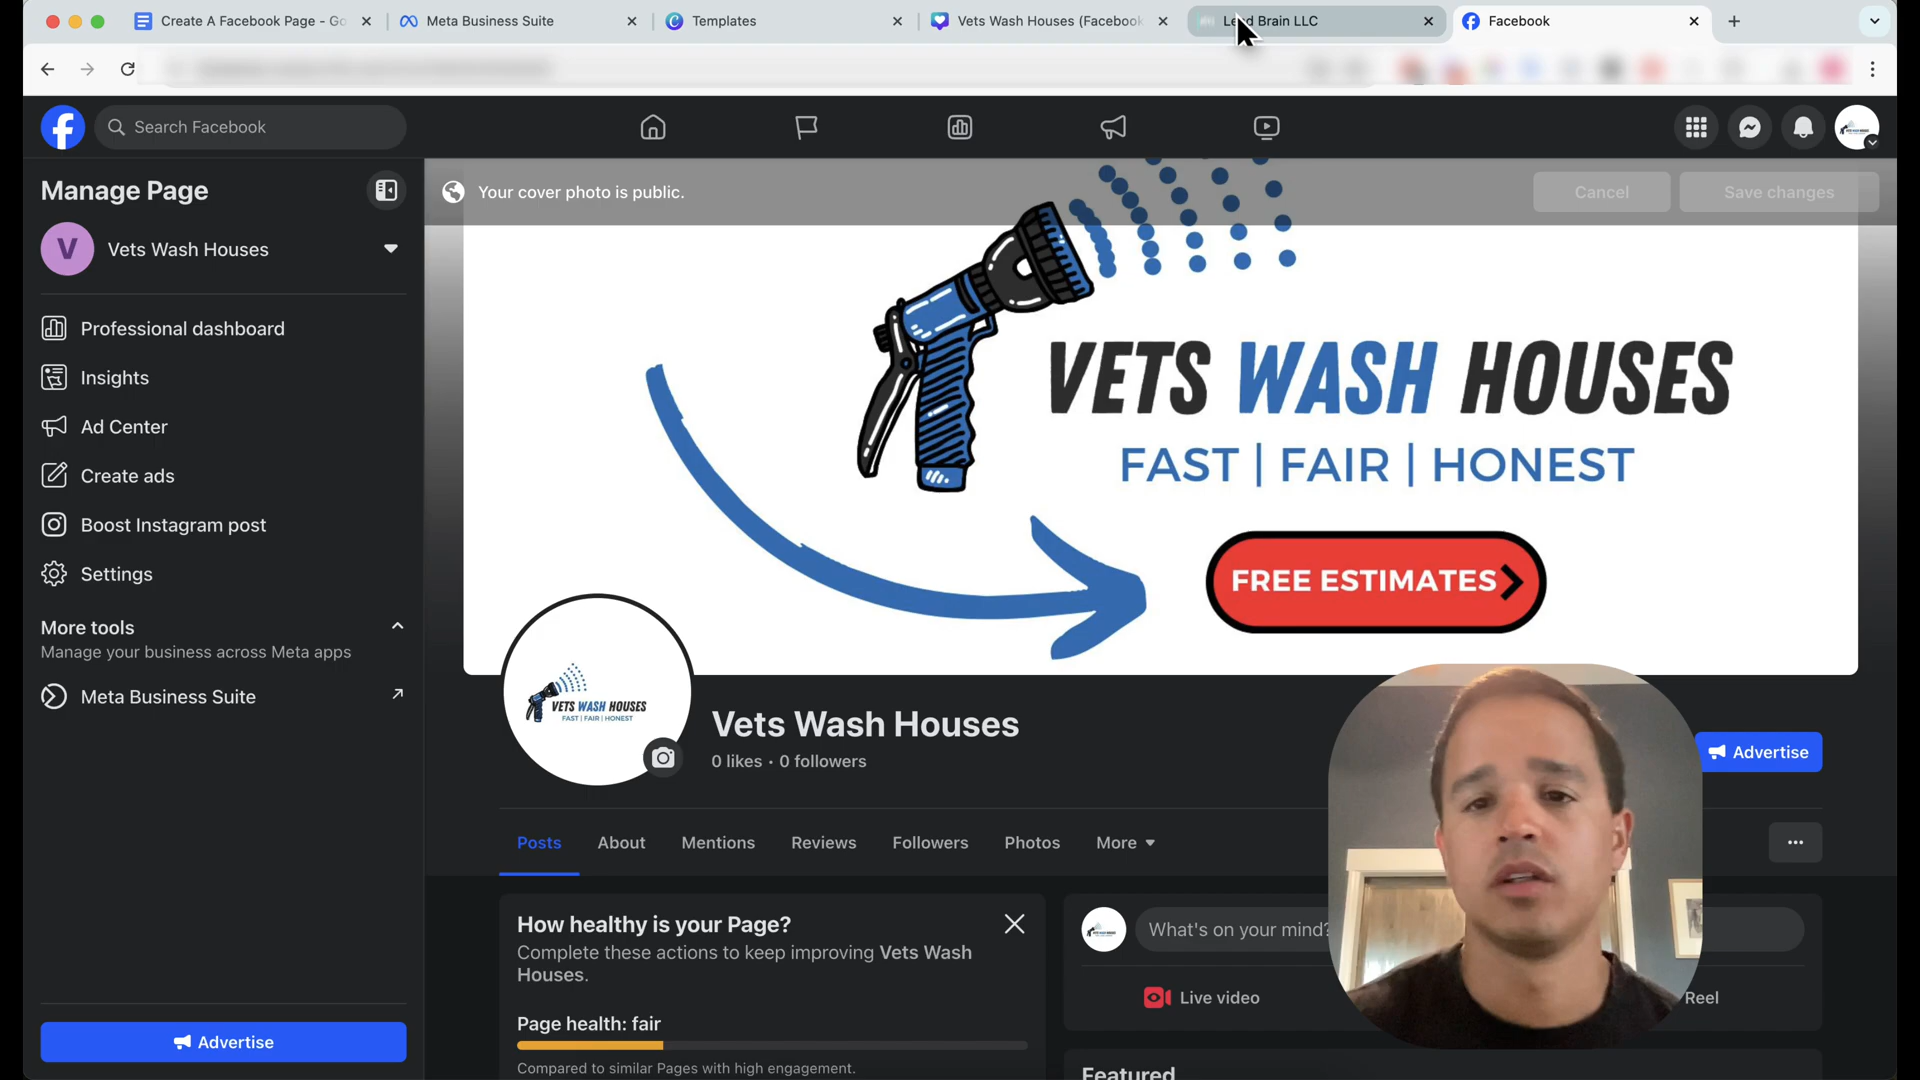 Create A Facebook Page - Go
Meta Business Suite
Templates
Vets Wash Houses (Facebook
Lead Brain LLC
Facebook
Search Facebook
Manage Page
V
Vets Wash Houses
Professional dashboard
Insights
Ad Center
Create ads
Boost Instagram post
Settings
More tools
Manage your business across Meta apps
Meta Business Suite
Advertise
Your cover photo is public.
Cancel
Save changes
VETS WASH HOUSES
FAST | FAIR | HONEST
FREE ESTIMATES
VETS WASH HOUSES
FAST | FAIR | HONEST
Vets Wash Houses
0 likes • 0 followers
Advertise
Posts
About
Mentions
Reviews
Followers
Photos
More
How healthy is your Page?
Complete these actions to keep improving Vets Wash
Houses.
Page health: fair
Compared to similar Pages with high engagement.
What's on your mind?
Live video
Reel
Featured